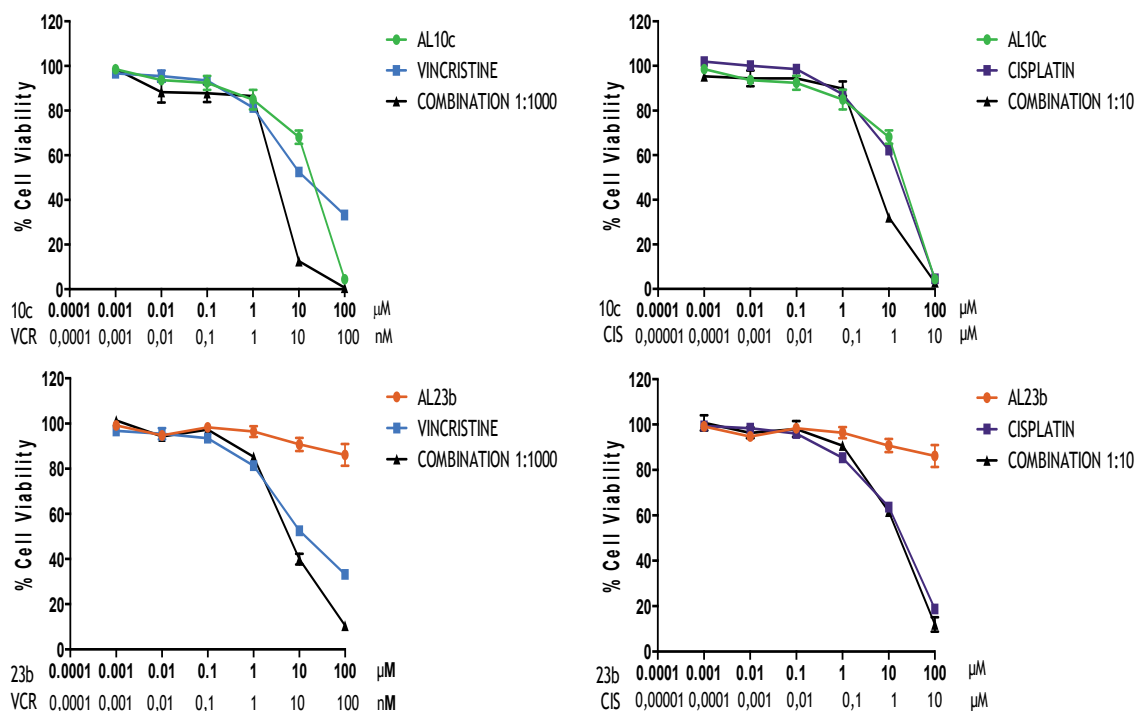 120
100
80
60
40
20
0
% Cell Viability
AL10c
VINCRISTINE
COMBINATION 1:1000
10c 0.0001 0.001 0.01 0.1 1 10 100 µM
VCR 0,0001 0,001 0,01 0,1 1 10 100 nM
120
100
80
60
40
20
0
% Cell Viability
AL10c
CISPLATIN
COMBINATION 1:10
10c 0.0001 0.001 0.01 0.1 1 10 100 µM
CIS 0,00001 0,0001 0,001 0,01 0,1 1 10 µM
120
100
80
60
40
20
0
% Cell Viability
AL23b
VINCRISTINE
COMBINATION 1:1000
23b 0.0001 0.001 0.01 0.1 1 10 100 µM
VCR 0,0001 0,001 0,01 0,1 1 10 100 nM
120
100
80
60
40
20
0
% Cell Viability
AL23b
CISPLATIN
COMBINATION 1:10
23b 0.0001 0.001 0.01 0.1 1 10 100 µM
CIS 0,00001 0,0001 0,001 0,01 0,1 1 10 µM